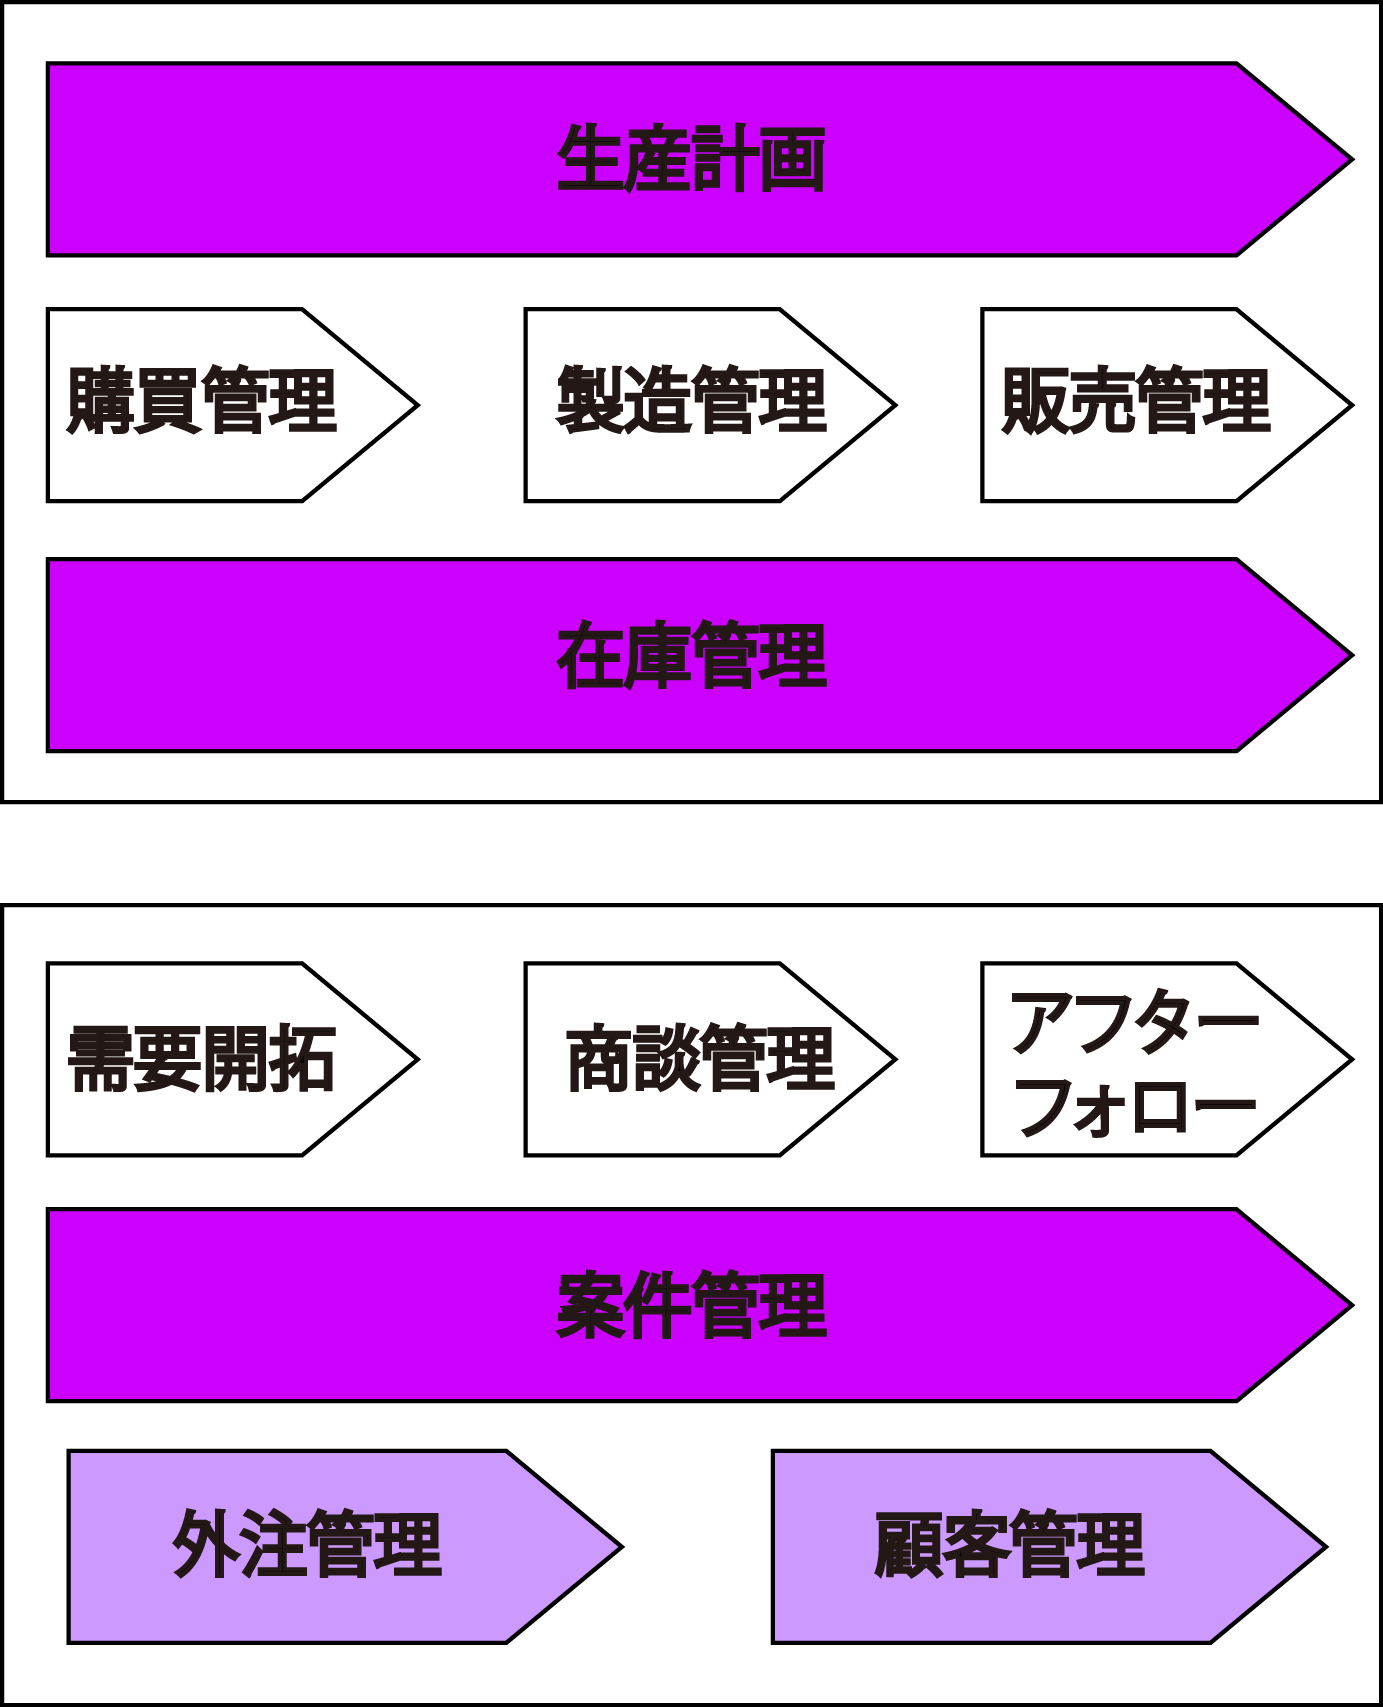 生産計画
購買管理
製造管理
販売管理
在庫管理
需要開拓
商談管理
アフター
フォロー
案件管理
外注管理
顧客管理